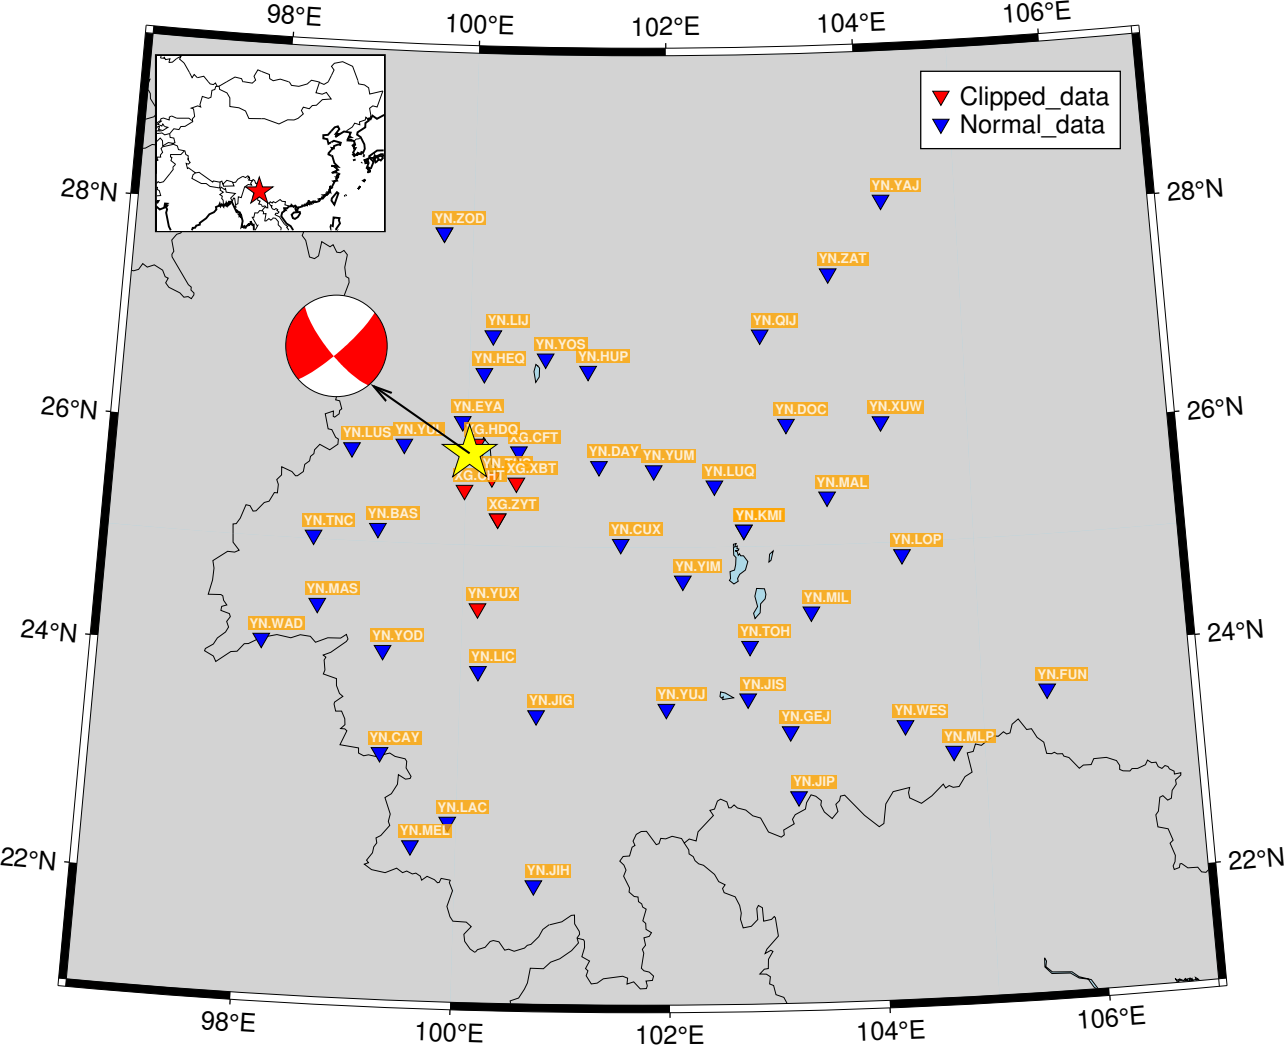 98°E
100°E
102°E
104°E
106°E
Clipped_data
Normal_data
28°N
28°N
YN.YAJ
YN.ZOD
YN.ZAT
YN.LIJ
YN.QIJ
YN.YOS
YN.HEQ
YN.HUP
26°N
YN.EYA
YN.DOC
YN.XUW
26°N
YN.LUS
XG.CFT
YN.DAY
YN.YUM
XG.XBT
YN.LUQ
YN.MAL
XG.ZYT
YN.TNC
YN.BAS
YN.CUX
YN.KMI
YN.LOP
YN.YIM
YN.MAS
YN.YUX
YN.MIL
24°N
YN.WAD
YN.YOD
YN.TOH
24°N
YN.LIC
YN.FUN
YN.JIG
YN.YUJ
YN.JIS
YN.GEJ
YN.WES
YN.CAY
YN.MLP
YN.JIP
YN.LAC
YN.MEL
22°N
YN.JIH
22°N
98°E
100°E
102°E
104°E
106°E